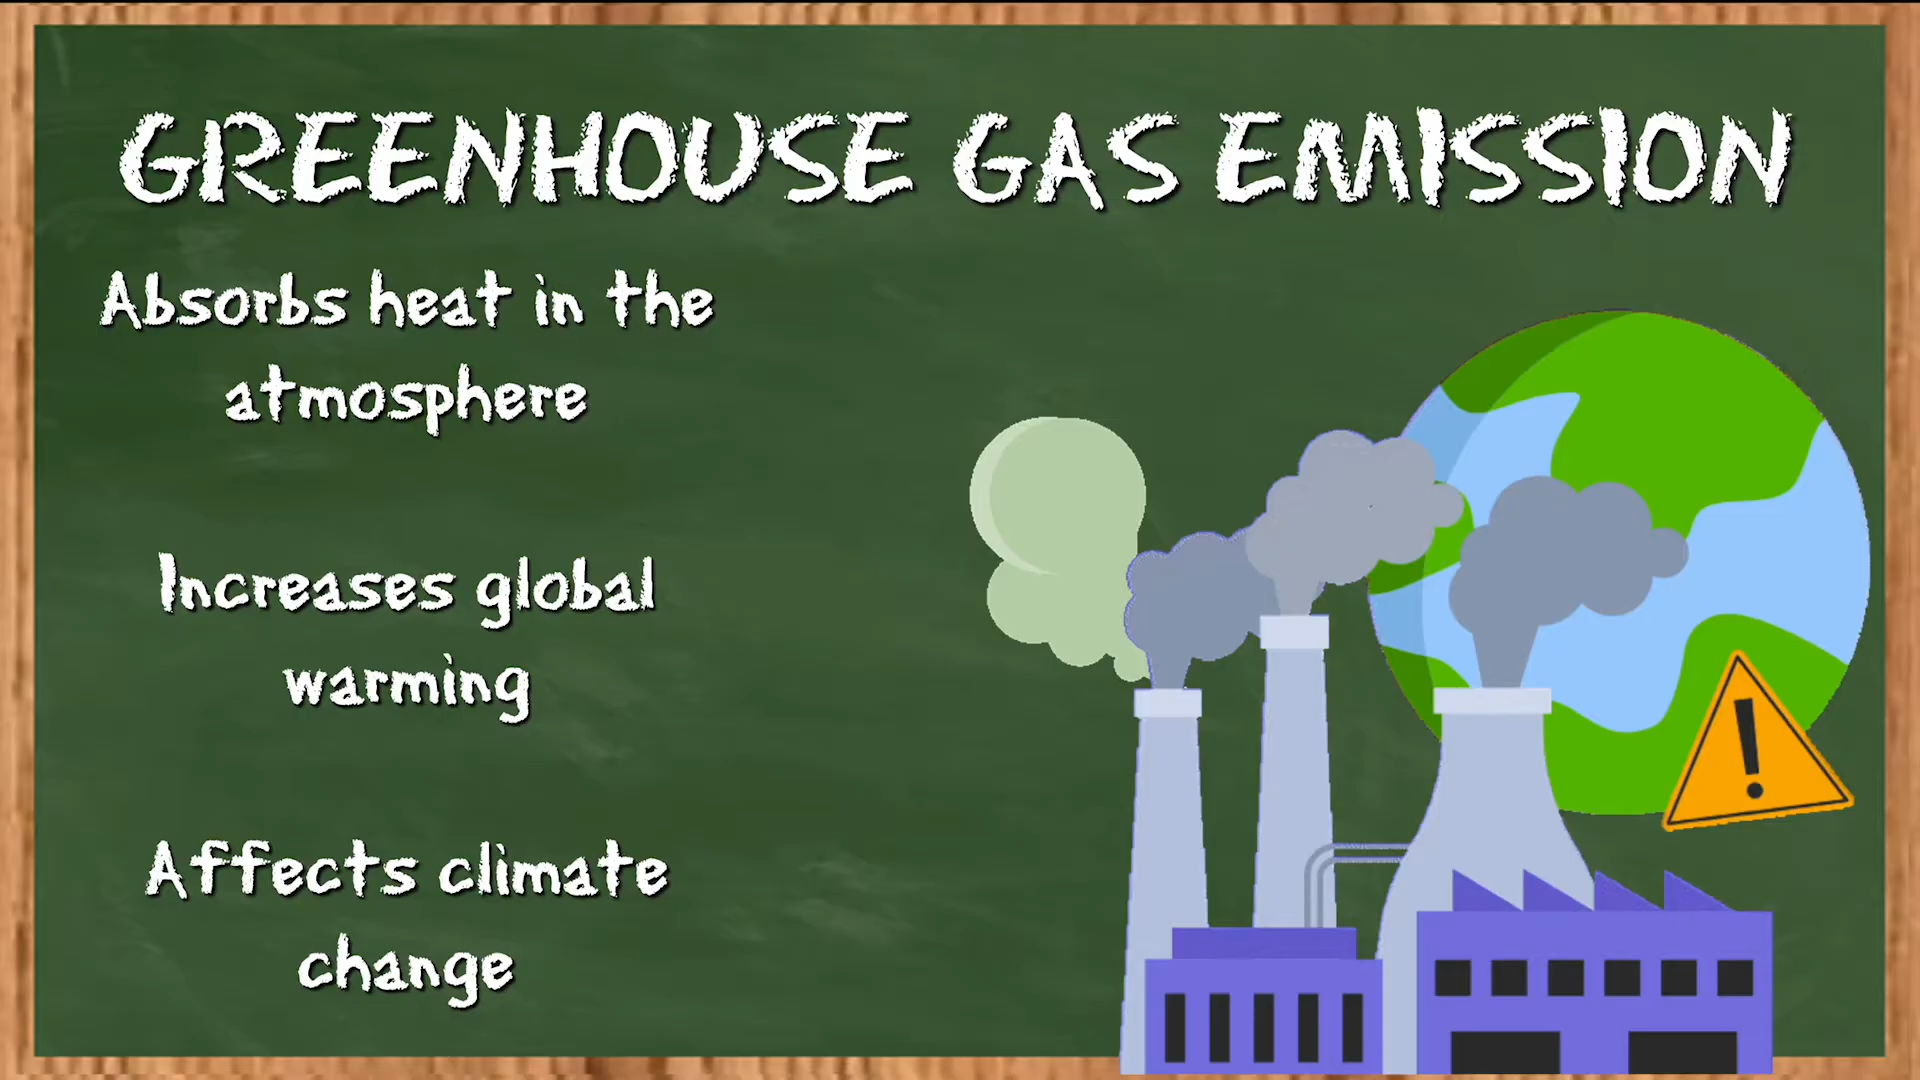 GREENHOUSE GAS EMISSION
Absorbs heat in the
atmosphere
Increases global
warming
Affects climate
change